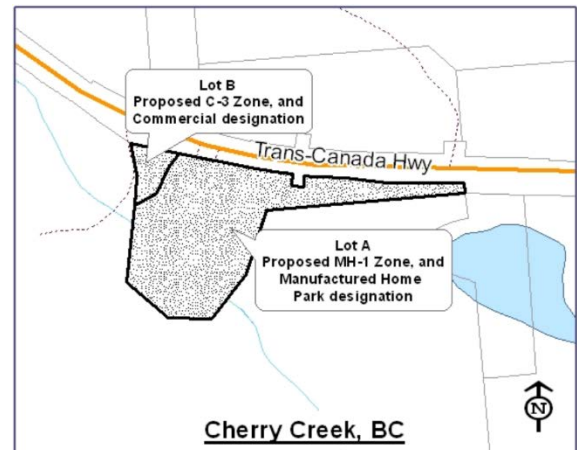 Lot B
Proposed C-3 Zone, and
Commercial designation
Trans-Canada Hwy
Lot A
Proposed MH-1 Zone, and
Manufactured Home
Park designation
N
Cherry Creek, BC